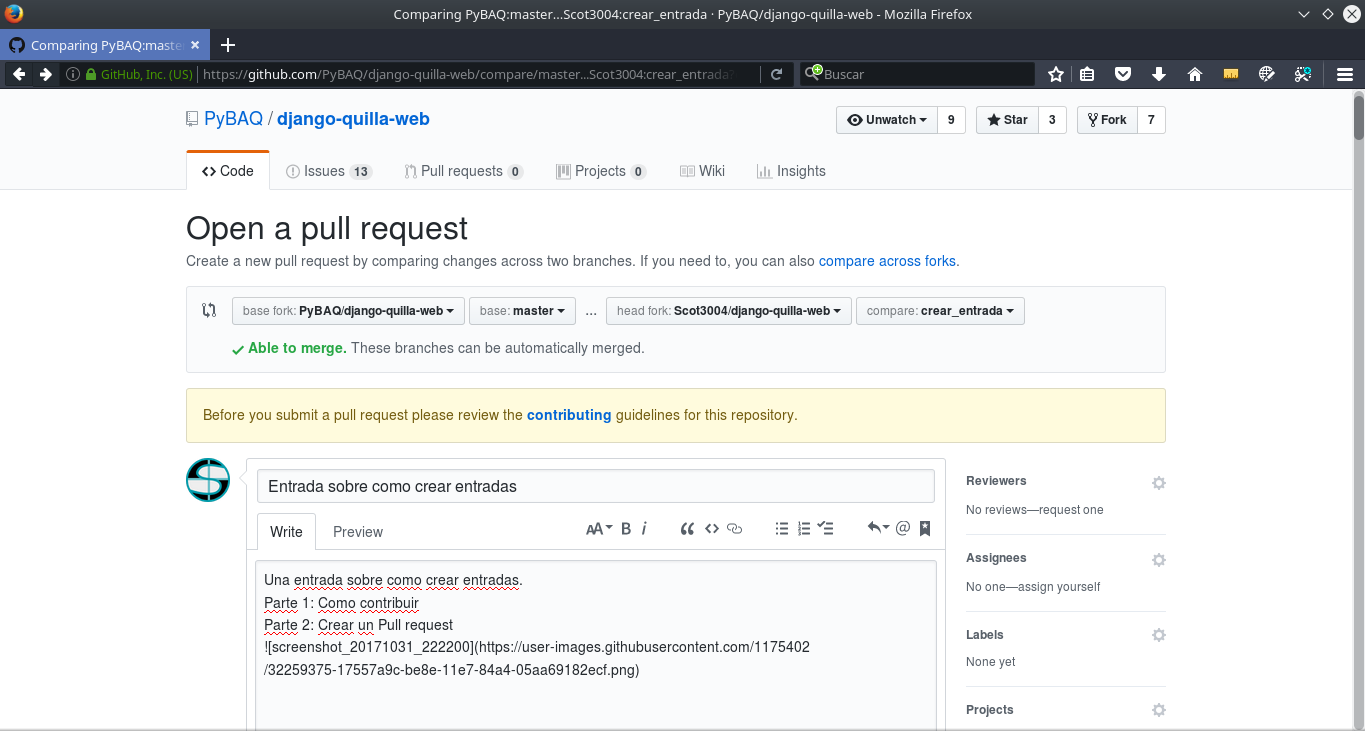 Comparing PyBAQ:master...Scot3004:crear_entrada · PyBAQ/django-quilla-web - Mozilla Firefox
Comparing PyBAQ:maste
GitHub, Inc. (US) https://github.com/PyBAQ/django-quilla-web/compare/master...Scot3004:crear_entrada? Buscar
PyBAQ / django-quilla-web Unwatch 9 Star 3 Fork 7
Code Issues 13 Pull requests 0 Projects 0 Wiki Insights
Open a pull request
Create a new pull request by comparing changes across two branches. If you need to, you can also compare across forks.
base fork: PyBAQ/django-quilla-web base: master ... head fork: Scot3004/django-quilla-web compare: crear_entrada
Able to merge. These branches can be automatically merged.
Before you submit a pull request please review the contributing guidelines for this repository.
Entrada sobre como crear entradas
Write Preview AA B i @
Una entrada sobre como crear entradas.
Parte 1: Como contribuir
Parte 2: Crear un Pull request
![screenshot_20171031_222200](https://user-images.githubusercontent.com/1175402
/32259375-17557a9c-be8e-11e7-84a4-05aa69182ecf.png)
Reviewers
No reviews—request one
Assignees
No one—assign yourself
Labels
None yet
Projects